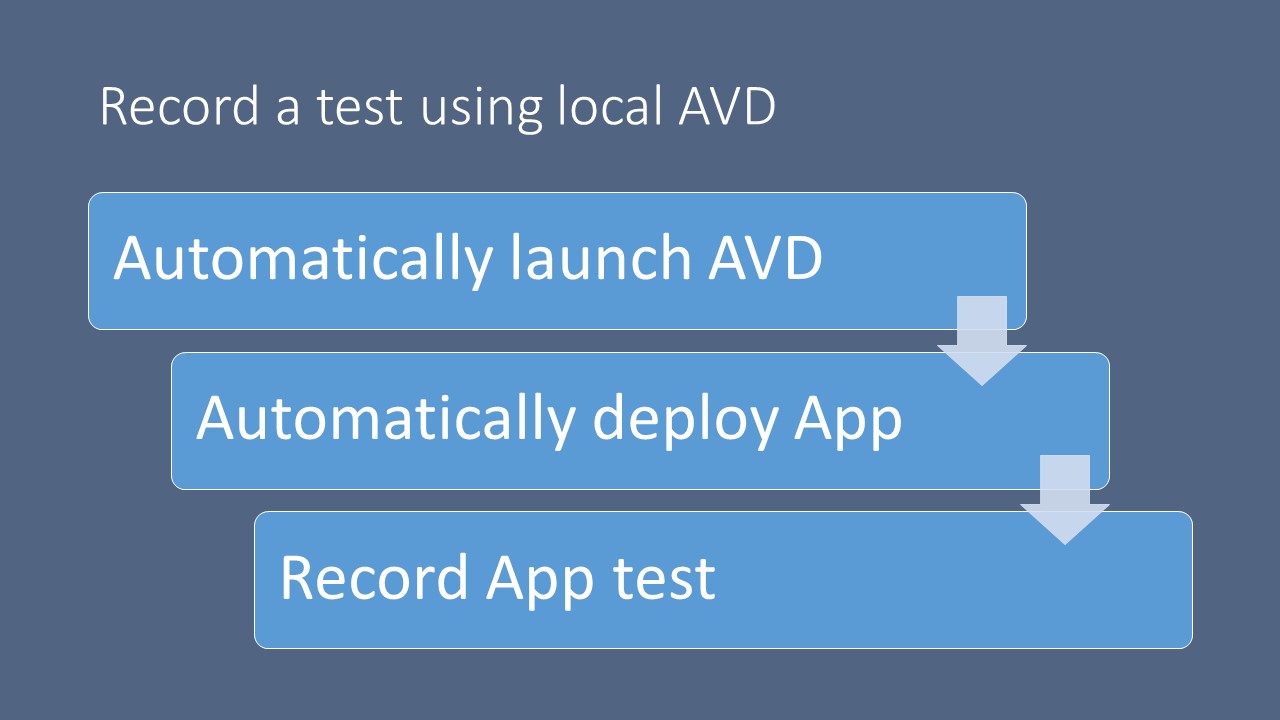 Record a test using local AVD
Automatically launch AVD
Automatically deploy App
Record App test